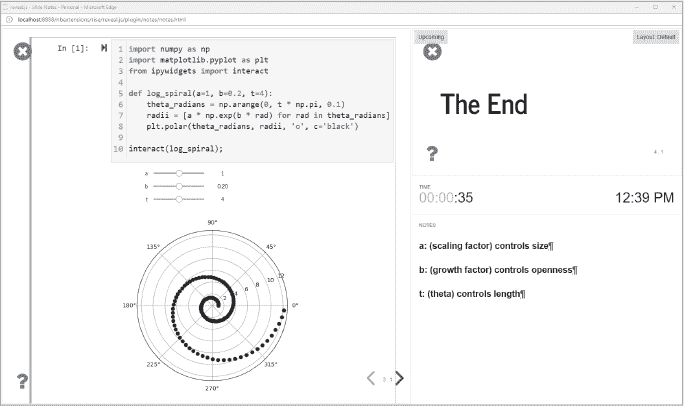 reveal.js - Slide Notes - Personal - Microsoft Edge
localhost:8888/nbextensions/rise/reveal.js/plugin/notes/notes.html
In [1]:
1 import numpy as np
2 import matplotlib.pyplot as plt
3 from ipywidgets import interact
4
5 def log_spiral(a=1, b=0.2, t=4):
6 theta_radians = np.arange(0, t * np.pi, 0.1)
7 radii = [a * np.exp(b * rad) for rad in theta_radians]
8 plt.polar(theta_radians, radii, 'o', c='black')
9
10 interact(log_spiral);
a 1
b 0.20
t 4
90°
135° 45°
180° 2 4 6 8 10 12 0°
225° 315°
270°
3.1
?
Upcoming
Layout: Default
The End
?
4.1
TIME
00:00:35 12:39 PM
NOTES
a: (scaling factor) controls size¶
b: (growth factor) controls openness¶
t: (theta) controls length¶